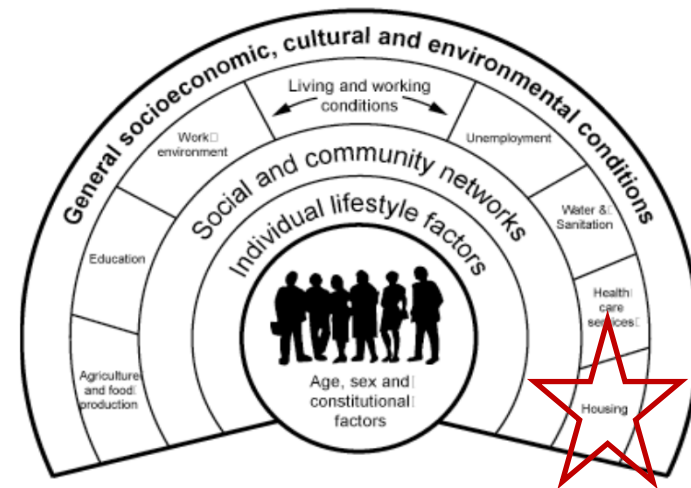 General socioeconomic, cultural and environmental conditions
Living and working
conditions
Work
environment
Unemployment
Social and community networks
Water &
Sanitation
Individual lifestyle factors
Education
Health
care
services
Agriculture
and food
production
Age, sex and
constitutional
factors
Housing